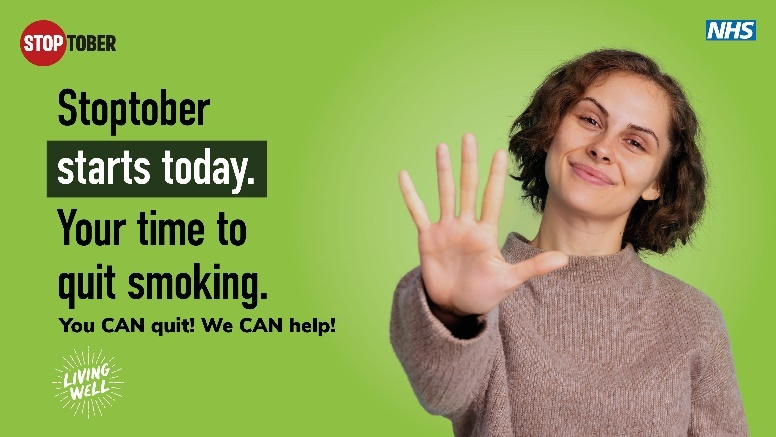 STOPTOBER
NHS
Stoptober
starts today.
Your time to
quit smoking.
You CAN quit! We CAN help!
LIVING
WELL